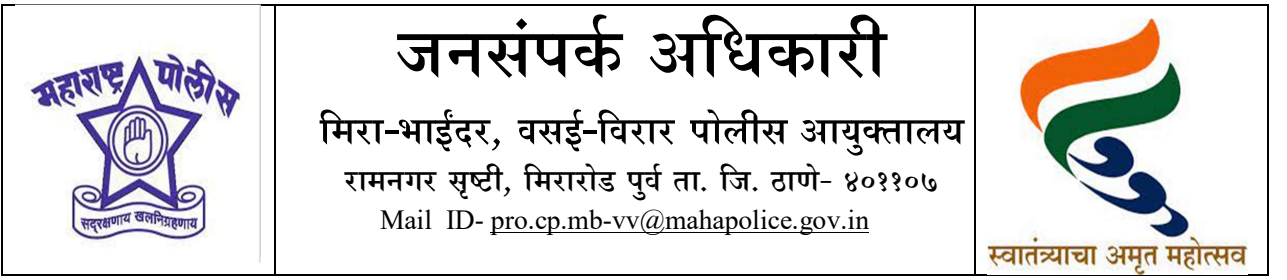 महाराष्ट्र पोलीस
सद्रक्षणाय खलनिग्रहणाय
जनसंपर्क अधिकारी
मिरा-भाईंदर, वसई-विरार पोलीस आयुक्तालय
रामनगर सृष्टी, मिरारोड पुर्व ता. जि. ठाणे- ४०११०७
Mail ID- pro.cp.mb-vv@mahapolice.gov.in
स्वातंत्र्याचा अमृत महोत्सव